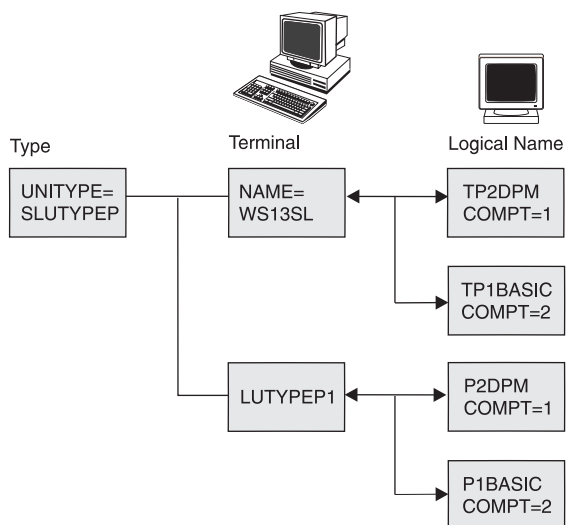 Type
Terminal
Logical Name
UNITYPE=
SLUTYPEP
NAME=
WS13SL
TP2DPM
COMPT=1
TP1BASIC
COMPT=2
LUTYPEP1
P2DPM
COMPT=1
P1BASIC
COMPT=2